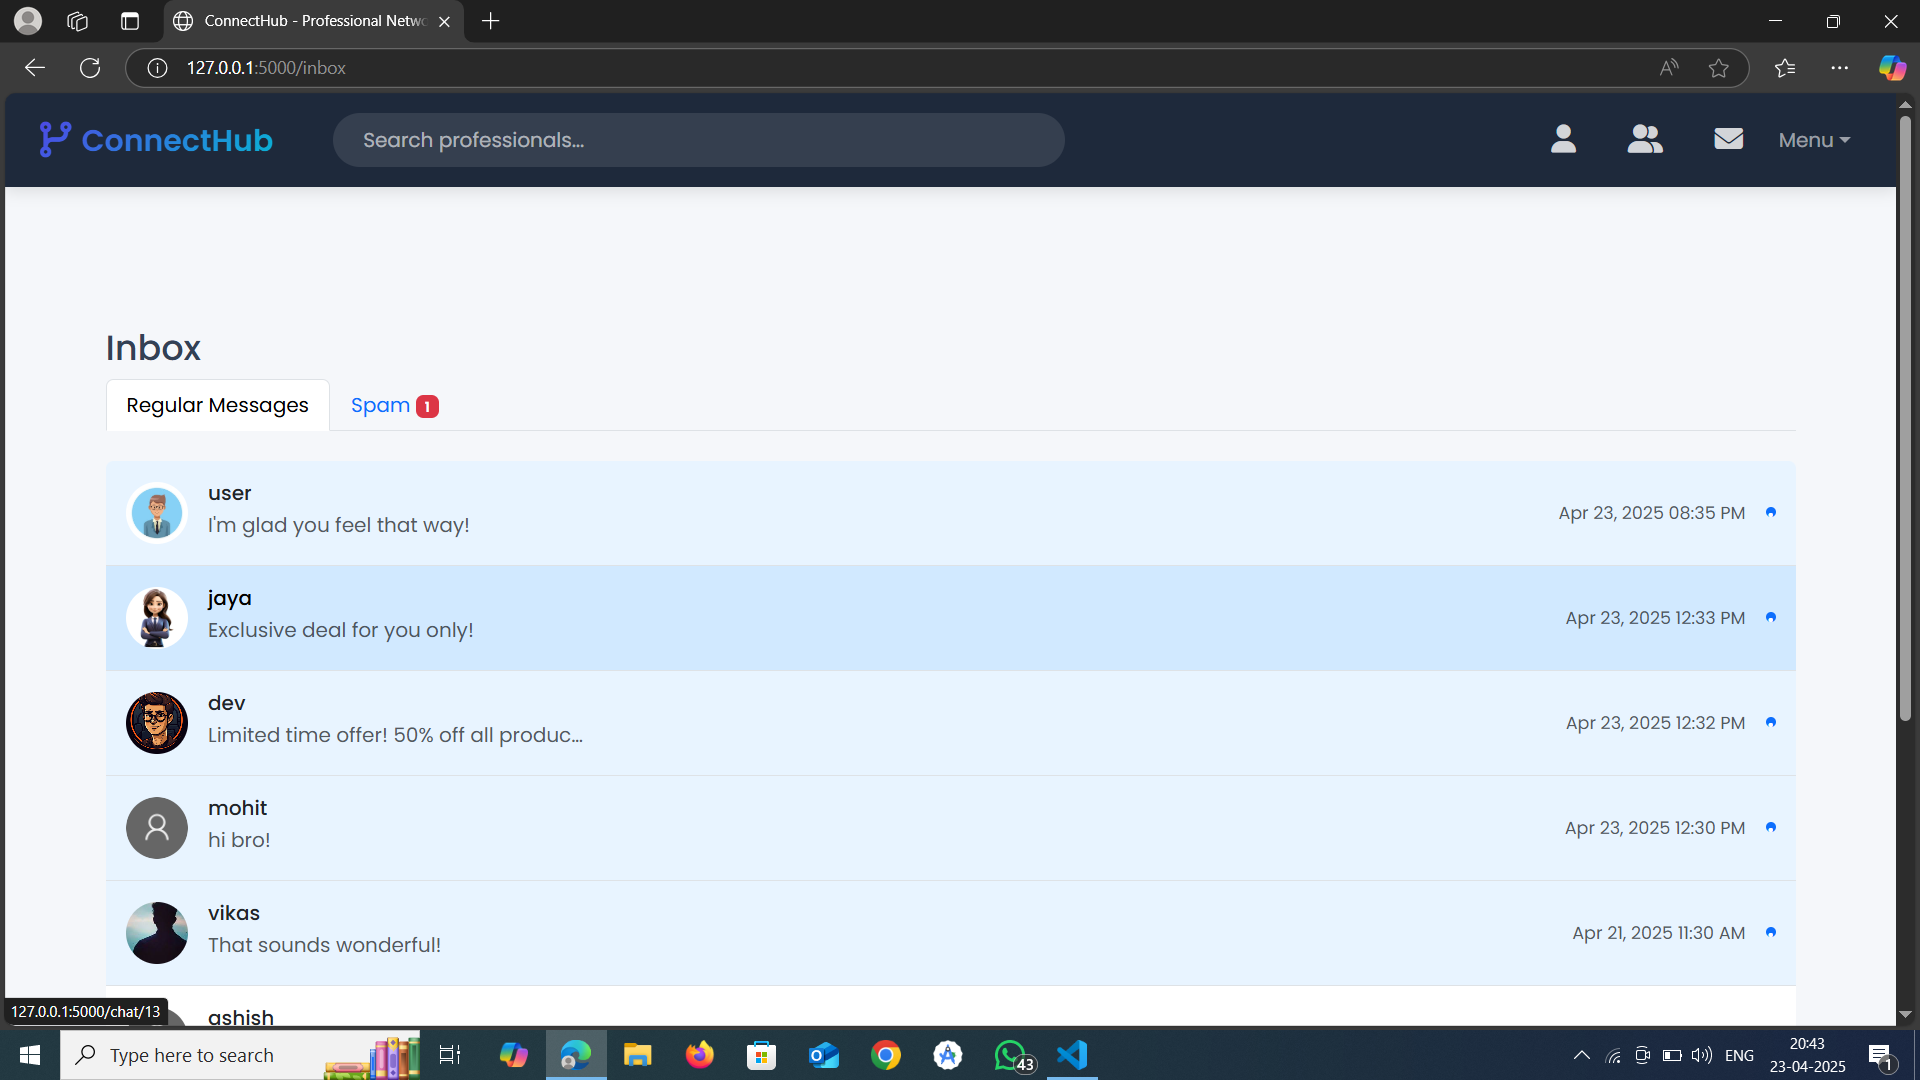 ConnectHub - Professional Netwo
127.0.0.1:5000/inbox
ConnectHub
Search professionals...
Menu
Inbox
Regular Messages
Spam 1
user
I'm glad you feel that way!
Apr 23, 2025 08:35 PM
jaya
Exclusive deal for you only!
Apr 23, 2025 12:33 PM
dev
Limited time offer! 50% off all produc...
Apr 23, 2025 12:32 PM
mohit
hi bro!
Apr 23, 2025 12:30 PM
vikas
That sounds wonderful!
Apr 21, 2025 11:30 AM
ashish
127.0.0.1:5000/chat/13
Type here to search
43
ENG
20:43
23-04-2025
1